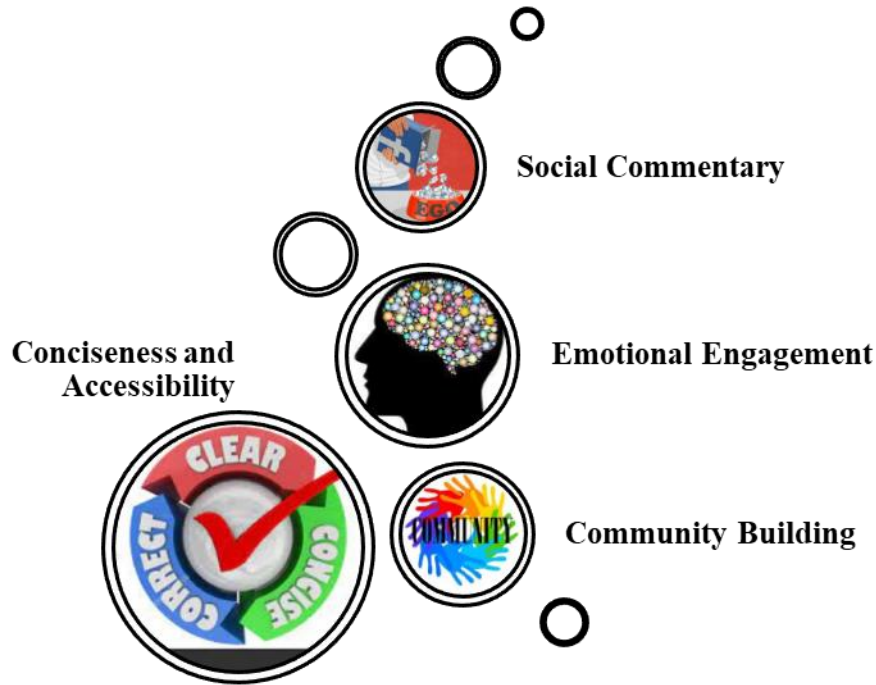 EGO
Social Commentary
Conciseness and
Accessibility
Emotional Engagement
CLEAR
CORRECT
CONCISE
COMMUNITY
Community Building